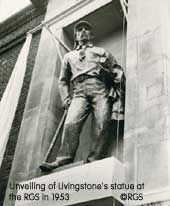 Unveiling of Livingstone's statue at
the RGS in 1953 ©RGS